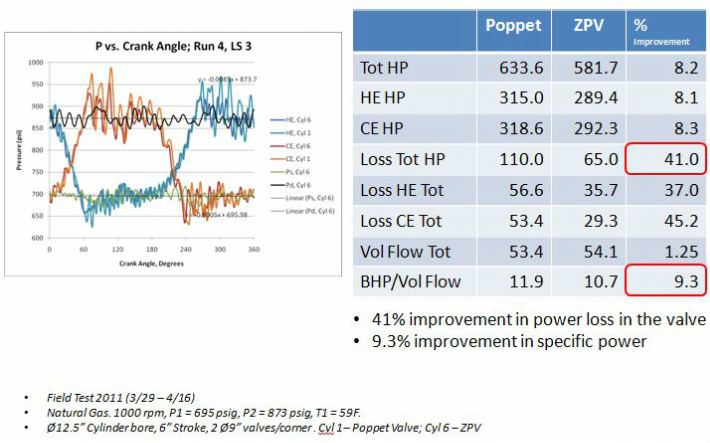 P vs. Crank Angle; Run 4, LS 3
Pressure (psi)
1000
950
900
850
800
750
700
650
600
0
60
120
180
240
300
360
Crank Angle, Degrees
+ 873.7
+ 695.98
HE, Cyl 6
HE, Cyl 1
CE, Cyl 6
CE, Cyl 1
Ps, Cyl 6
Pd, Cyl 6
Linear (Ps, Cyl 6)
Linear (Pd, Cyl 6)
Poppet ZPV % Improvement
Tot HP 633.6 581.7 8.2
HE HP 315.0 289.4 8.1
CE HP 318.6 292.3 8.3
Loss Tot HP 110.0 65.0 41.0
Loss HE Tot 56.6 35.7 37.0
Loss CE Tot 53.4 29.3 45.2
Vol Flow Tot 53.4 54.1 1.25
BHP/Vol Flow 11.9 10.7 9.3
• 41% improvement in power loss in the valve
• 9.3% improvement in specific power
• Field Test 2011 (3/29 – 4/16)
• Natural Gas. 1000 rpm, P1 = 695 psig, P2 = 873 psig, T1 = 59F.
• Ø12.5" Cylinder bore, 6" Stroke, 2 Ø9" valves/corner. Cyl 1 – Poppet Valve; Cyl 6 – ZPV